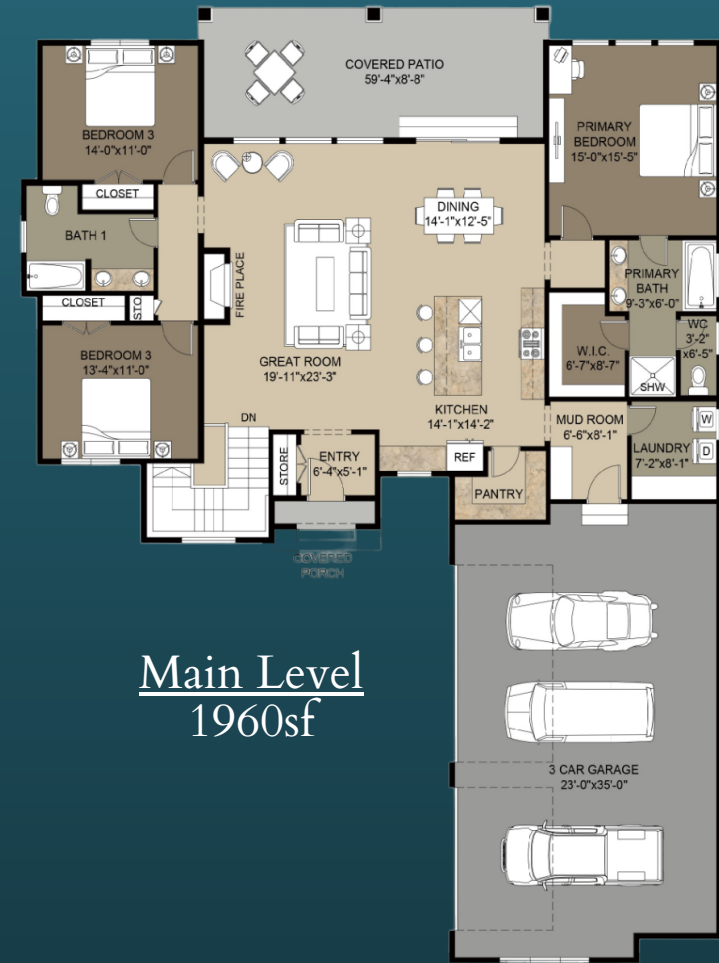 COVERED PATIO
59'-4"x8'-8"
BEDROOM 3
14'-0"x11'-0"
PRIMARY
BEDROOM
15'-0"x15'-5"
CLOSET
DINING
14'-1"x12'-5"
BATH 1
FIRE PLACE
PRIMARY
BATH
9'-3"x6'-0"
CLOSET
STO
WC
3'-2"
x6'-5"
BEDROOM 3
13'-4"x11'-0"
GREAT ROOM
19'-11"x23'-3"
W.I.C.
6'-7"x8'-7"
SHW
DN
KITCHEN
14'-1"x14'-2"
MUD ROOM
6'-6"x8'-1"
W
STORE
ENTRY
6'-4"x5'-1"
REF
LAUNDRY
7'-2"x8'-1"
D
PANTRY
COVERED
PORCH
Main Level
1960sf
3 CAR GARAGE
23'-0"x35'-0"